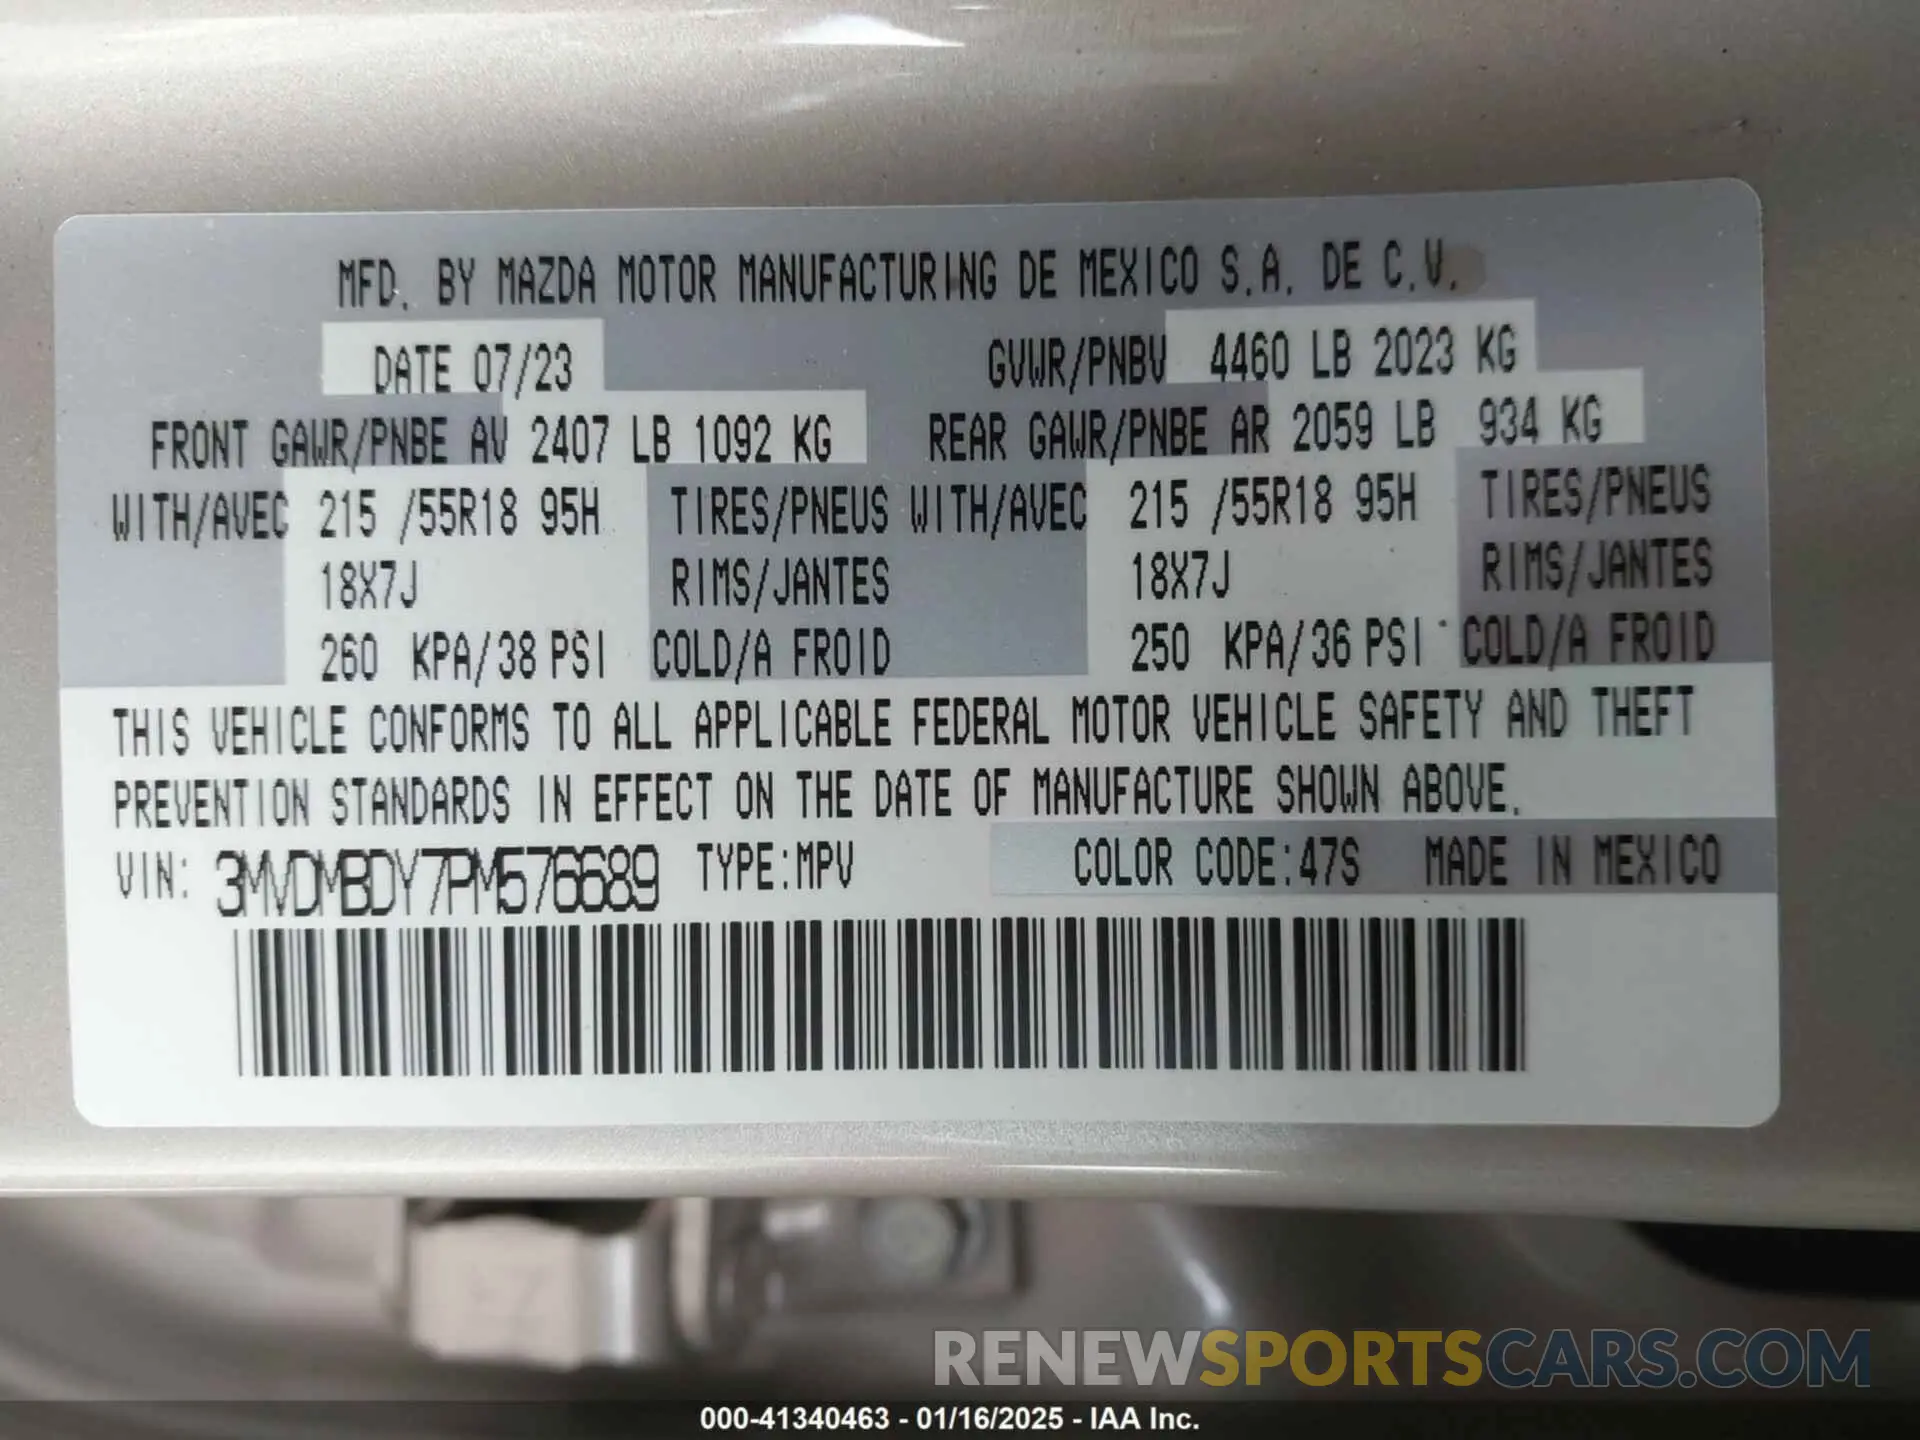 MFD. BY MAZDA MOTOR MANUFACTURING DE MEXICO S.A. DE C.V.
DATE 07/23 GVWR/PNBV 4460 LB 2023 KG
FRONT GAWR/PNBE AV 2407 LB 1092 KG REAR GAWR/PNBE AR 2059 LB 934 KG
WITH/AVEC 215 /55R18 95H TIRES/PNEUS WITH/AVEC 215 /55R18 95H TIRES/PNEUS
18X7J RIMS/JANTES 18X7J RIMS/JANTES
260 KPA/38 PSI COLD/A FROID 250 KPA/36 PSI COLD/A FROID
THIS VEHICLE CONFORMS TO ALL APPLICABLE FEDERAL MOTOR VEHICLE SAFETY AND THEFT
PREVENTION STANDARDS IN EFFECT ON THE DATE OF MANUFACTURE SHOWN ABOVE.
VIN: 3MVDMBDY7PM576689 TYPE:MPV COLOR CODE:47S MADE IN MEXICO
RENEWSPORTSCARS.COM
000-41340463 - 01/16/2025 - IAA Inc.